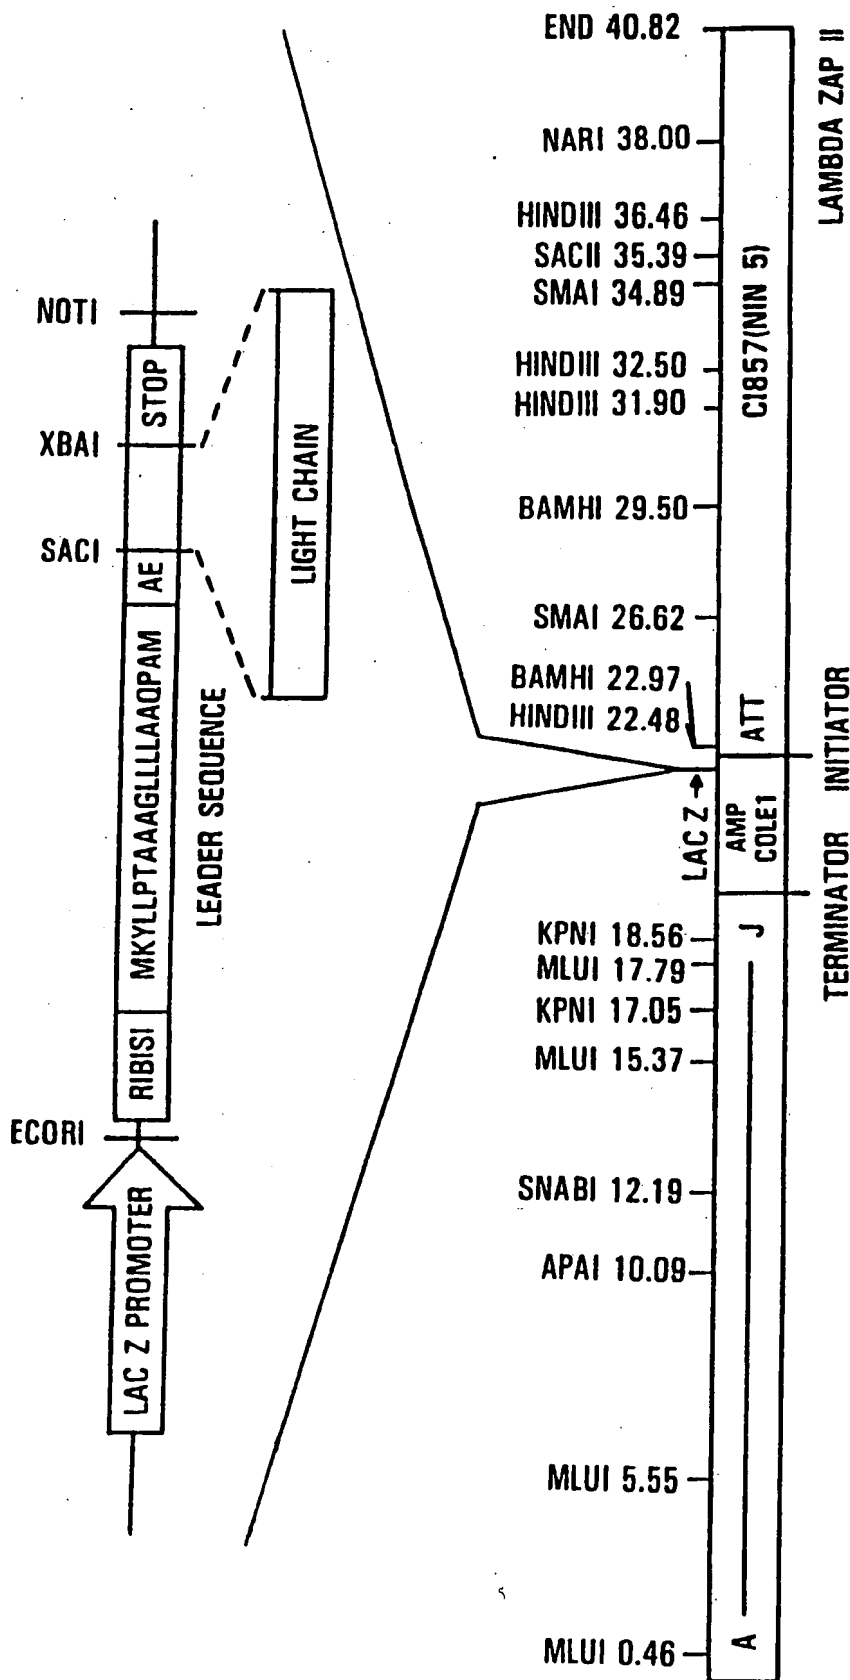 END 40.82
NARI 38.00
HINDIII 36.46
SACII 35.39
SMAI 34.89
HINDIII 32.50
HINDIII 31.90
BAMHI 29.50
SMAI 26.62
BAMHI 22.97
HINDIII 22.48
LAC Z
KPNI 18.56
MLUI 17.79
KPNI 17.05
MLUI 15.37
SNABI 12.19
APAI 10.09
MLUI 5.55
MLUI 0.46
LAMBDA ZAP II
CI857(NIN 5)
ATT
INITIATOR
AMP
COLE1
TERMINATOR
J
A
NOTI
STOP
XBAI
SACI
AE
LIGHT CHAIN
MKYLLPTAAAGLLLLAAQPAM
LEADER SEQUENCE
RIBISI
ECORI
LAC Z PROMOTER